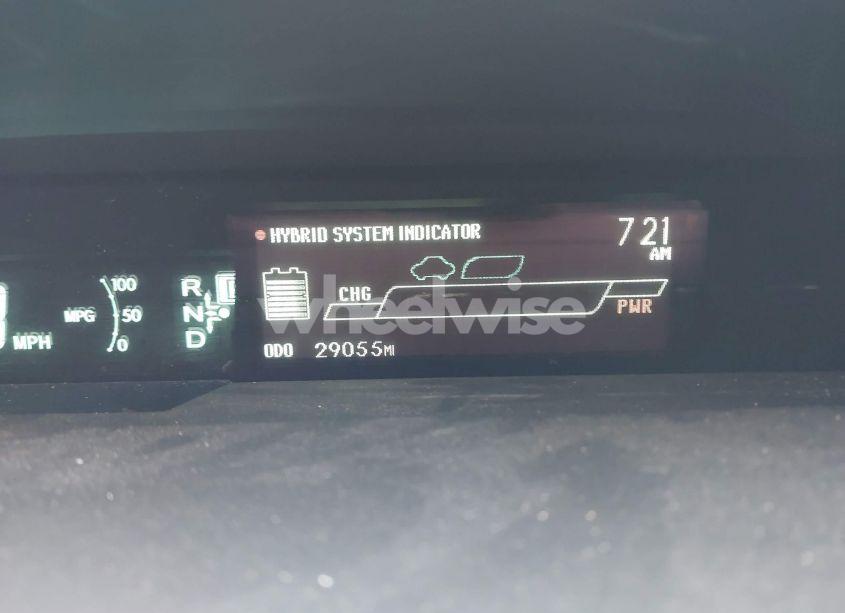 HYBRID SYSTEM INDICATOR
7:21
AM
CHG
PWR
ODO 29055MI
100
MPG 50
0
MPH
R
N
D
wheelwise